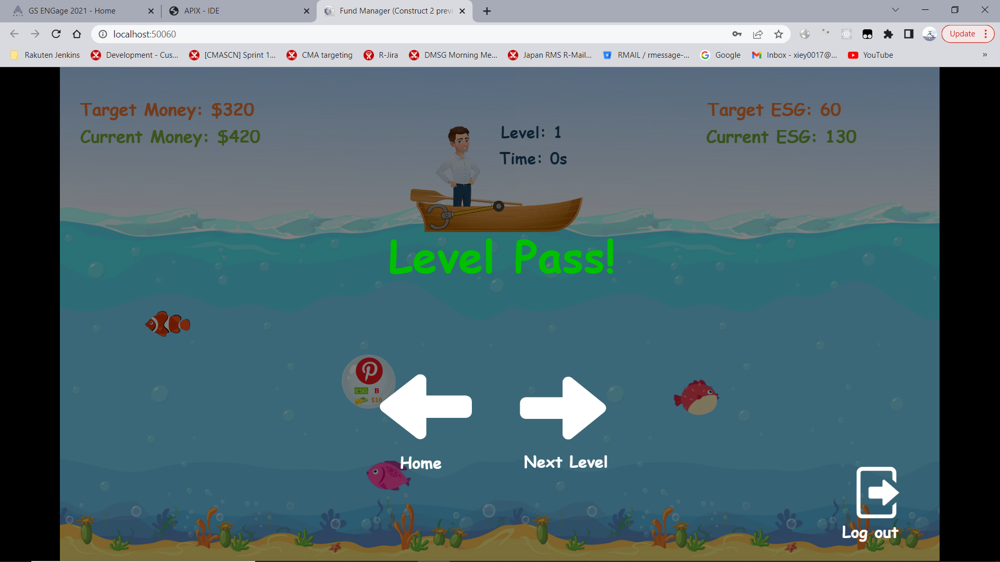 GS ENGage 2021 - Home
APIX - IDE
Fund Manager (Construct 2 previ
localhost:50060
Update
Rakuten Jenkins
Development - Cus...
[CMASCN] Sprint 1...
CMA targeting
R-Jira
DMSG Morning Me...
Japan RMS R-Mail...
RMAIL / rmessage-...
Google
Inbox - xiey0017@...
YouTube
»
Target Money: $320
Current Money: $420
Level: 1
Time: 0s
Target ESG: 60
Current ESG: 130
Level Pass!
ESG B
$10
Home
Next Level
Log out